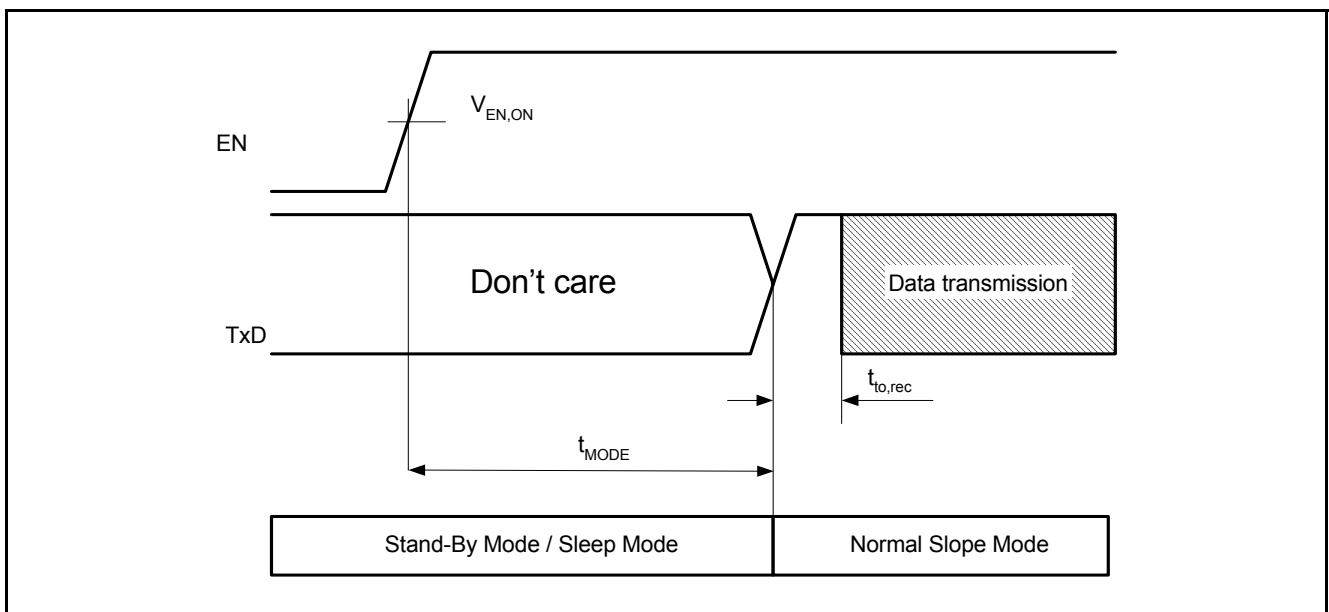 V_EN,ON
EN
Don't care
Data transmission
TxD
t_to,rec
t_MODE
Stand-By Mode / Sleep Mode
Normal Slope Mode